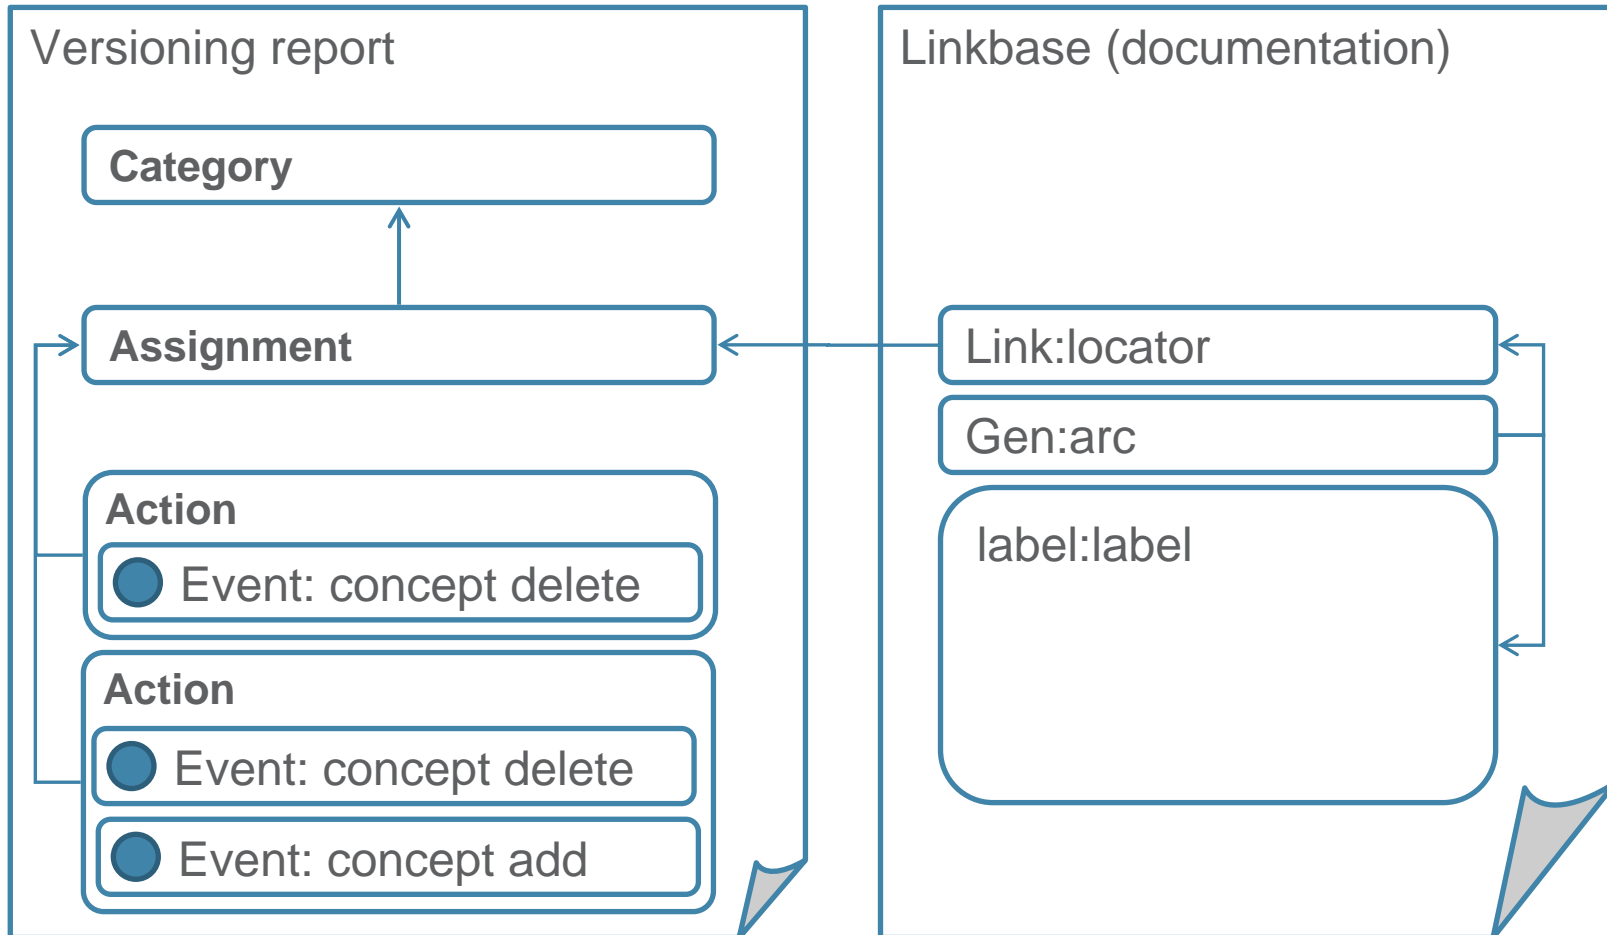 Versioning report
Category
Assignment
Action
Event: concept delete
Action
Event: concept delete
Event: concept add
Linkbase (documentation)
Link:locator
Gen:arc
label:label